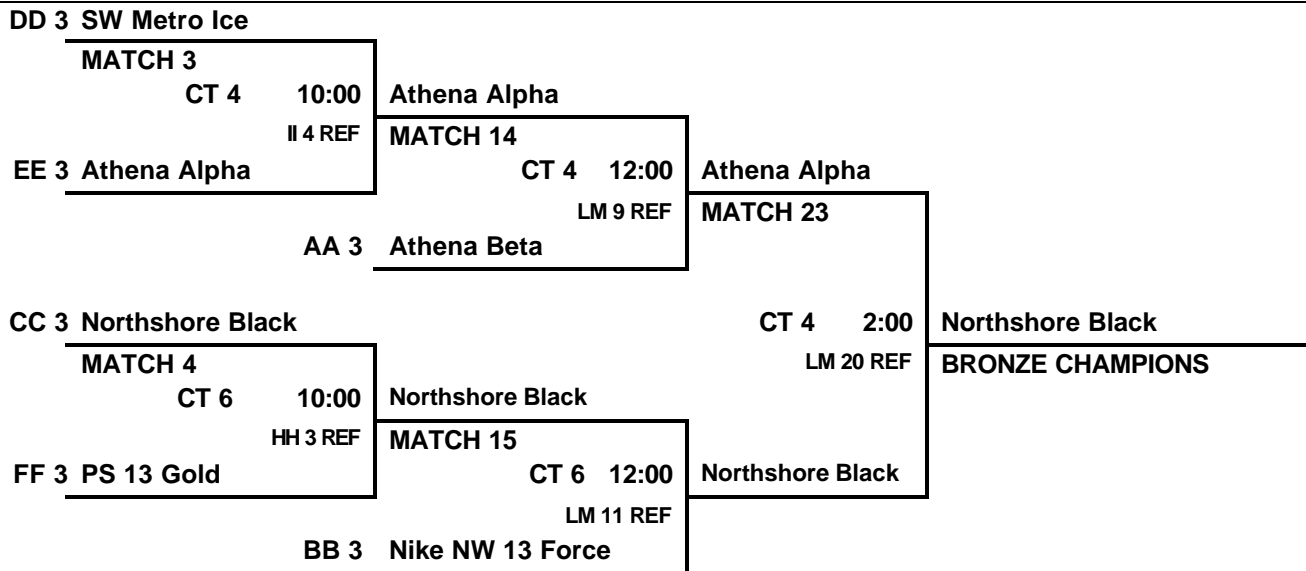 DD 3 SW Metro Ice
MATCH 3
CT 4 10:00 Athena Alpha
II 4 REF MATCH 14
EE 3 Athena Alpha CT 4 12:00 Athena Alpha
LM 9 REF MATCH 23
AA 3 Athena Beta
CC 3 Northshore Black CT 4 2:00 Northshore Black
MATCH 4 LM 20 REF BRONZE CHAMPIONS
CT 6 10:00 Northshore Black
HH 3 REF MATCH 15
FF 3 PS 13 Gold CT 6 12:00 Northshore Black
LM 11 REF
BB 3 Nike NW 13 Force